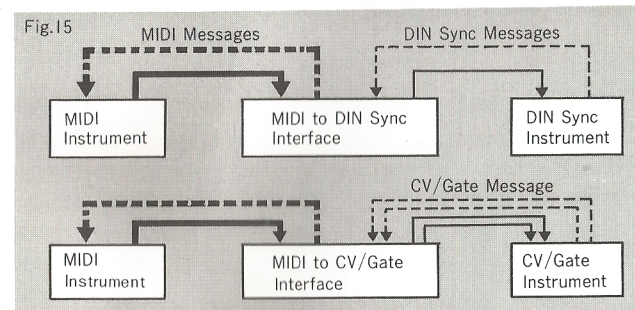 Fig.15
MIDI Messages
DIN Sync Messages
MIDI
Instrument
MIDI to DIN Sync
Interface
DIN Sync
Instrument
CV/Gate Message
MIDI
Instrument
MIDI to CV/Gate
Interface
CV/Gate
Instrument